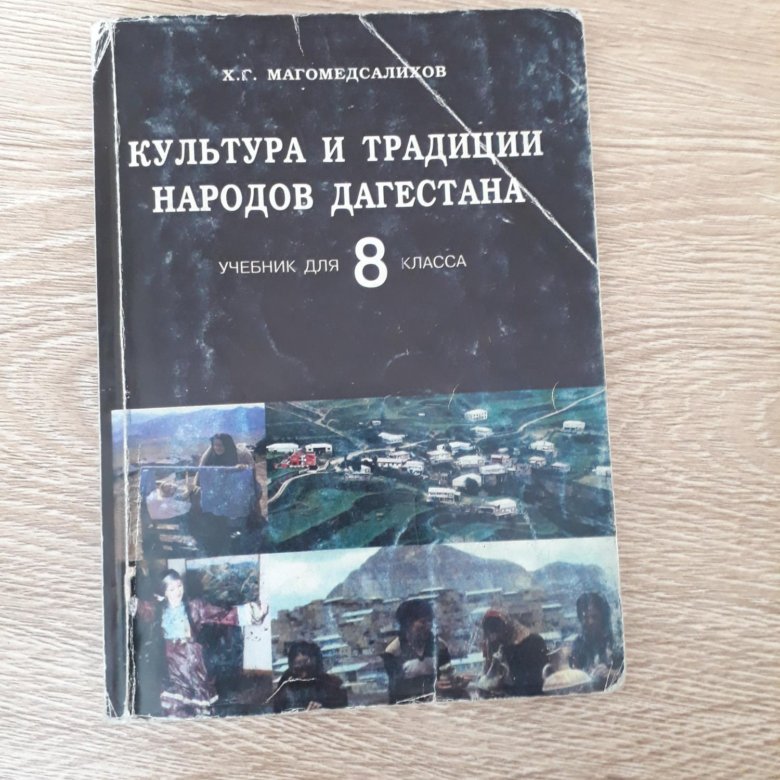 Х.Г. МАГОМЕДСАЛИХОВ
КУЛЬТУРА И ТРАДИЦИИ
НАРОДОВ ДАГЕСТАНА
УЧЕБНИК ДЛЯ 8 КЛАССА